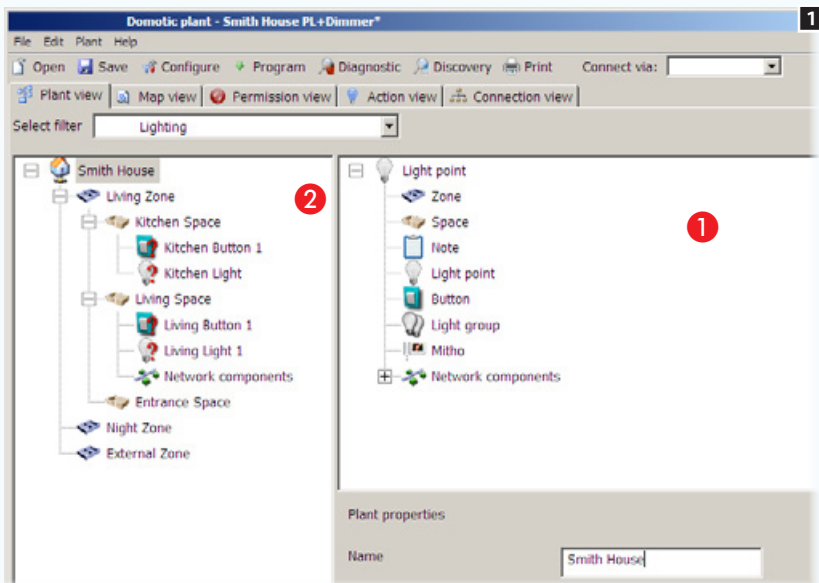 Domotic plant - Smith House PL+Dimmer*
1
File Edit Plant Help
Open Save Configure Program Diagnostic Discovery Print Connect via:
Plant view Map view Permission view Action view Connection view
Select filter Lighting
Smith House
Living Zone
Kitchen Space
Kitchen Button 1
Kitchen Light
Living Space
Living Button 1
Living Light 1
Network components
Entrance Space
Night Zone
External Zone
2
Light point
Zone
Space
Note
Light point
Button
Light group
Mitho
Network components
1
Plant properties
Name Smith House